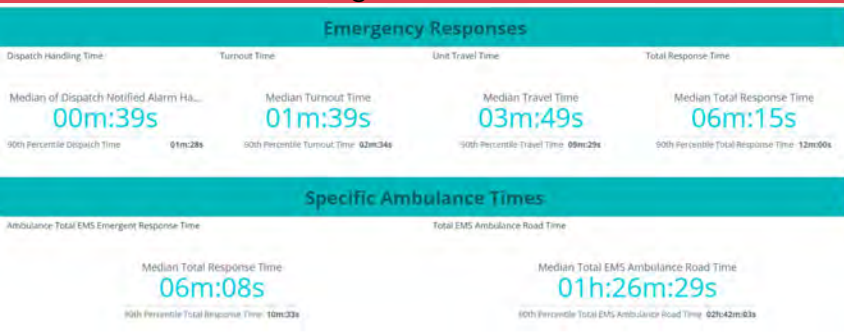 Emergency Responses
Dispatch Handling Time Turnout Time Unit Travel Time Total Response Time
Median of Dispatch Notified Alarm Ha... Median Turnout Time Median Travel Time Median Total Response Time
00m:39s 01m:39s 03m:49s 06m:15s
90th Percentile Dispatch Time 01m:28s 90th Percentile Turnout Time 02m:34s 90th Percentile Travel Time 09m:29s 90th Percentile Total Response Time 12m:00s
Specific Ambulance Times
Ambulance Total EMS Emergent Response Time Total EMS Ambulance Road Time
Median Total Response Time Median Total EMS Ambulance Road Time
06m:08s 01h:26m:29s
90th Percentile Total Response Time 10m:33s 90th Percentile Total EMS Ambulance Road Time 02h:42m:03s